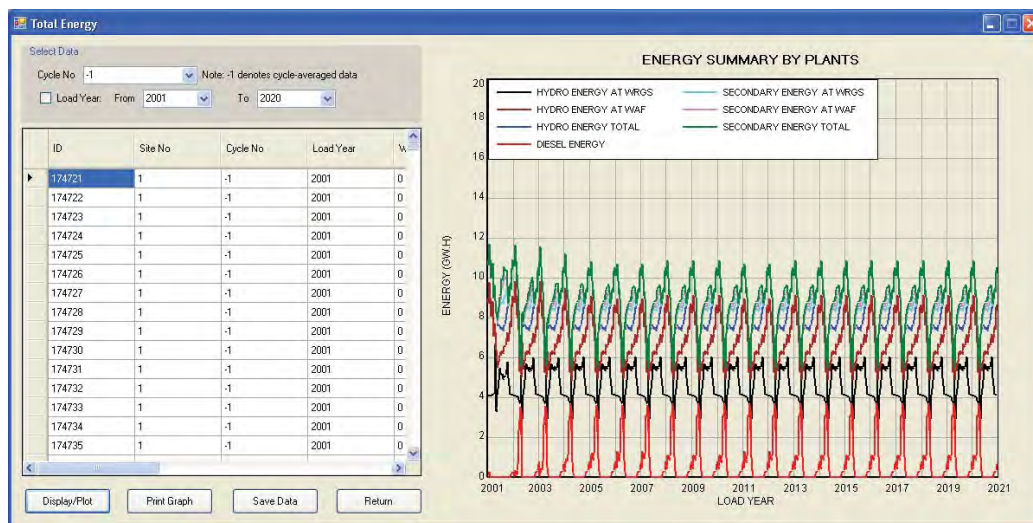 Total Energy
Select Data
Cycle No -1 Note: -1 denotes cycle-averaged data
Load Year: From 2001 To 2020
ID Site No Cycle No Load Year
174721 1 -1 2001 0
174722 1 -1 2001 0
174723 1 -1 2001 0
174724 1 -1 2001 0
174725 1 -1 2001 0
174726 1 -1 2001 0
174727 1 -1 2001 0
174728 1 -1 2001 0
174729 1 -1 2001 0
174730 1 -1 2001 0
174731 1 -1 2001 0
174732 1 -1 2001 0
174733 1 -1 2001 0
174734 1 -1 2001 0
174735 1 -1 2001 0
Display/Plot Print Graph Save Data Return
ENERGY SUMMARY BY PLANTS
HYDRO ENERGY AT WRGS SECONDARY ENERGY AT WRGS
HYDRO ENERGY AT WAF SECONDARY ENERGY AT WAF
HYDRO ENERGY TOTAL SECONDARY ENERGY TOTAL
DIESEL ENERGY
ENERGY (GW.H)
20
18
16
14
12
10
8
6
4
2
0
2001 2003 2005 2007 2009 2011 2013 2015 2017 2019 2021
LOAD YEAR